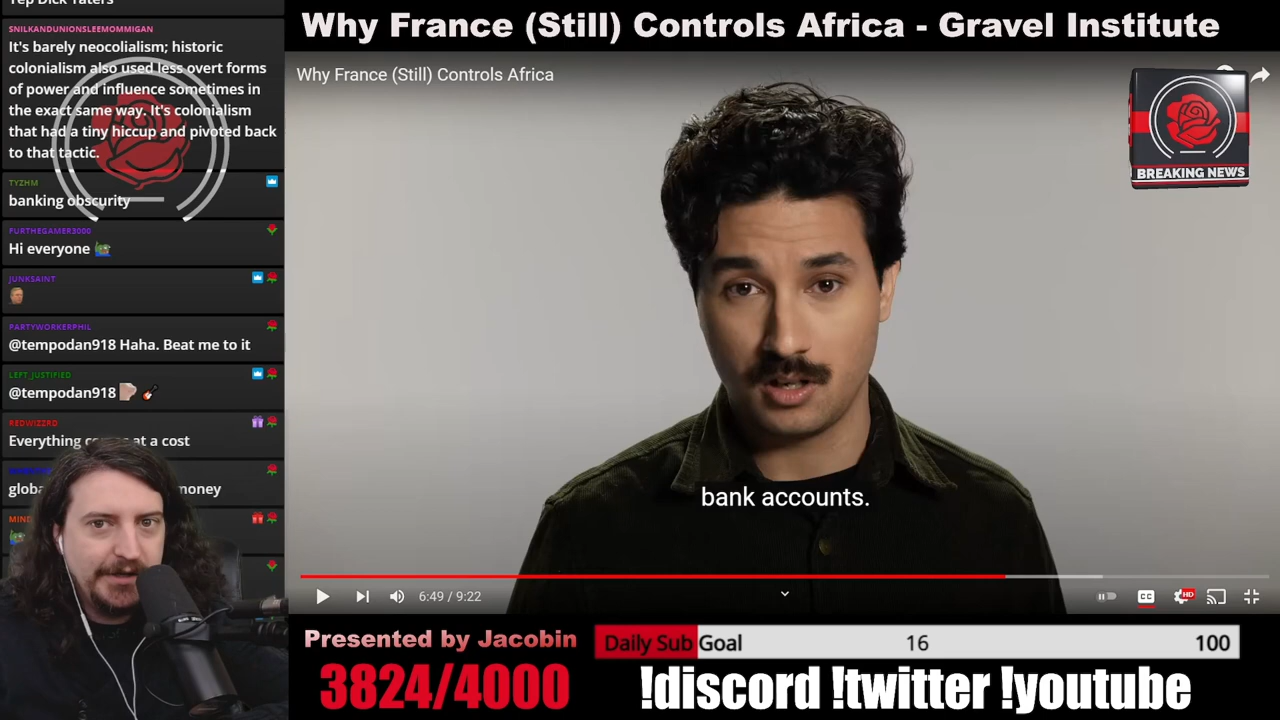 Yep Dick Taters
SNILKANDUNIONSLEEMOMMIGAN
It's barely neocolialism; historic
colonialism also used less overt forms
of power and influence sometimes in
the exact same way. It's colonialism
that had a tiny hiccup and pivoted back
to that tactic.
TYZHM
banking obscurity
FURTHEGAMER3000
Hi everyone
JUNKSAINT
PARTYWORKERPHIL
@tempodan918 Haha. Beat me to it
LEFT_JUSTIFIED
@tempodan918
REDWIZZRD
Everything at a cost
money
Why France (Still) Controls Africa - Gravel Institute
Why France (Still) Controls Africa
BREAKING NEWS
bank accounts.
6:49 / 9:22
CC
HD
Presented by Jacobin
3824/4000
Daily Sub Goal
16
100
!discord !twitter !youtube